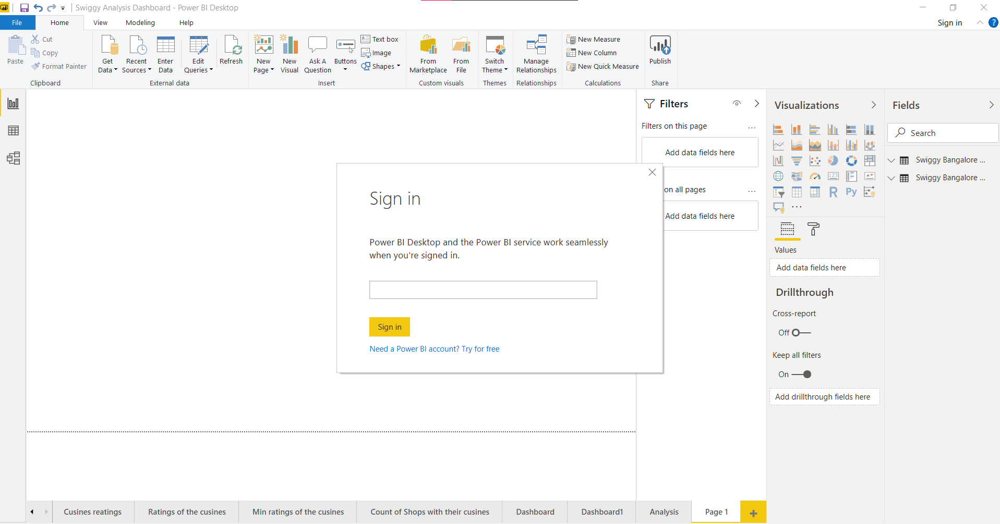 Swiggy Analysis Dashboard - Power BI Desktop
File
Home
View
Modeling
Help
Sign in
?
Paste
Cut
Copy
Format Painter
Clipboard
Get
Data
Recent
Sources
Enter
Data
Edit
Queries
Refresh
External data
New
Page
New
Visual
Ask A
Question
Buttons
Text box
Image
Shapes
Insert
From
Marketplace
From
File
Custom visuals
Switch
Theme
Themes
Manage
Relationships
Relationships
New Measure
New Column
New Quick Measure
Calculations
Publish
Share
Filters
Filters on this page
...
Add data fields here
on all pages
...
Add data fields here
Sign in
Power BI Desktop and the Power BI service work seamlessly
when you're signed in.
Sign in
Need a Power BI account? Try for free
Visualizations
123
R
Py
...
Values
Add data fields here
Drillthrough
Cross-report
Off
Keep all filters
On
Add drillthrough fields here
Fields
Search
Swiggy Bangalore ...
Swiggy Bangalore ...
Cusines reatings
Ratings of the cusines
Min ratings of the cusines
Count of Shops with their cusines
Dashboard
Dashboard1
Analysis
Page 1
+